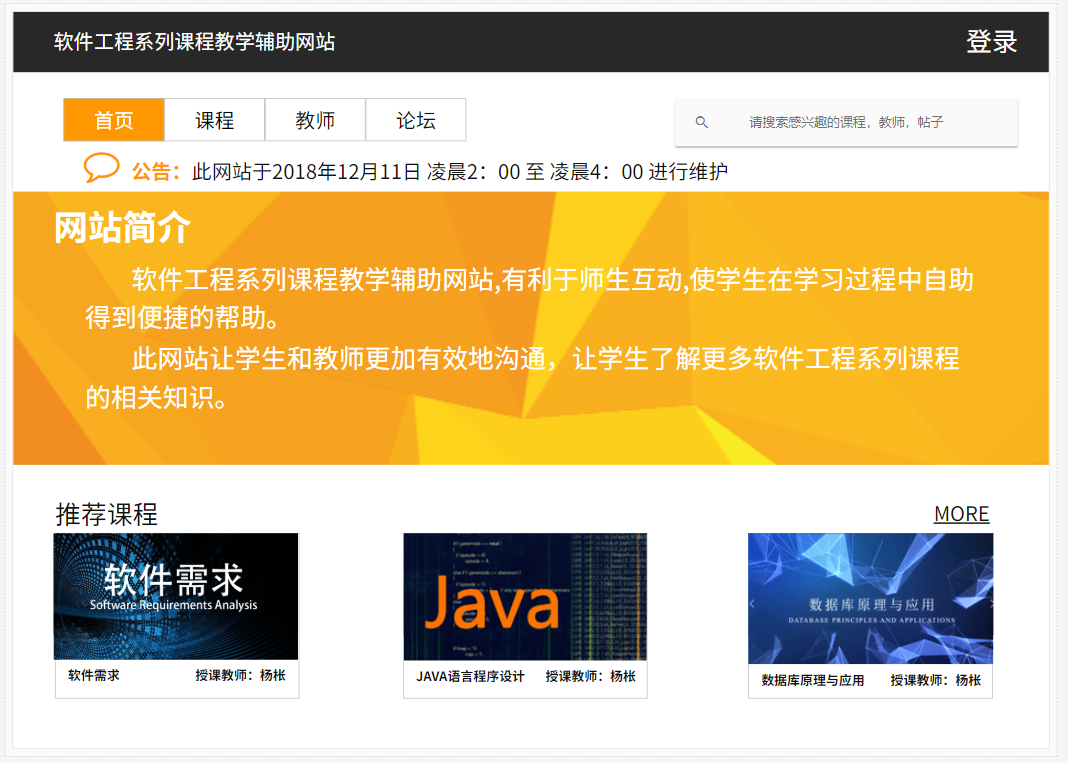 软件工程系列课程教学辅助网站
登录
首页
课程
教师
论坛
请搜索感兴趣的课程，教师，帖子
公告：此网站于2018年12月11日 凌晨2：00 至 凌晨4：00 进行维护
网站简介
软件工程系列课程教学辅助网站,有利于师生互动,使学生在学习过程中自助
得到便捷的帮助。
此网站让学生和教师更加有效地沟通，让学生了解更多软件工程系列课程
的相关知识。
推荐课程
MORE
软件需求
Software Requirements Analysis
软件需求
授课教师：杨枨
Java
JAVA语言程序设计
授课教师：杨枨
数据库原理与应用
DATABASE PRINCIPLES AND APPLICATIONS
数据库原理与应用
授课教师：杨枨